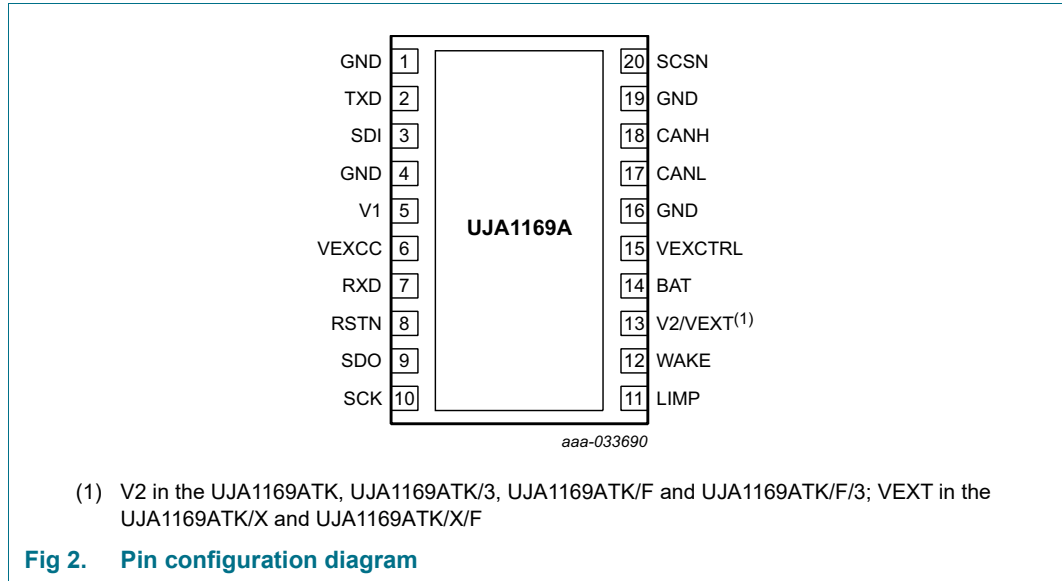 GND 1 20 SCSN
TXD 2 19 GND
SDI 3 18 CANH
GND 4 17 CANL
V1 5 16 GND
UJA1169A
VEXCC 6 15 VEXCTRL
RXD 7 14 BAT
RSTN 8 13 V2/VEXT(1)
SDO 9 12 WAKE
SCK 10 11 LIMP
aaa-033690
(1) V2 in the UJA1169ATK, UJA1169ATK/3, UJA1169ATK/F and UJA1169ATK/F/3; VEXT in the
UJA1169ATK/X and UJA1169ATK/X/F
Fig 2. Pin configuration diagram